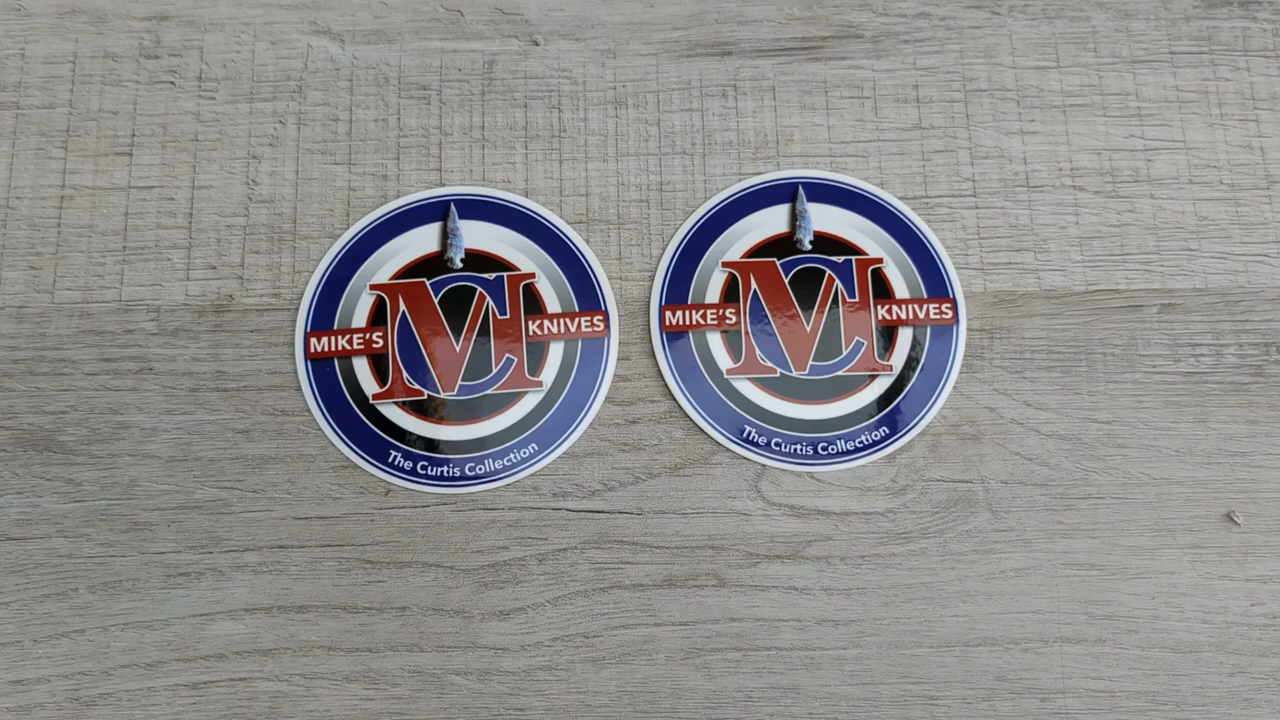 MIKE'S
MC
KNIVES
The Curtis Collection
MIKE'S
MC
KNIVES
The Curtis Collection